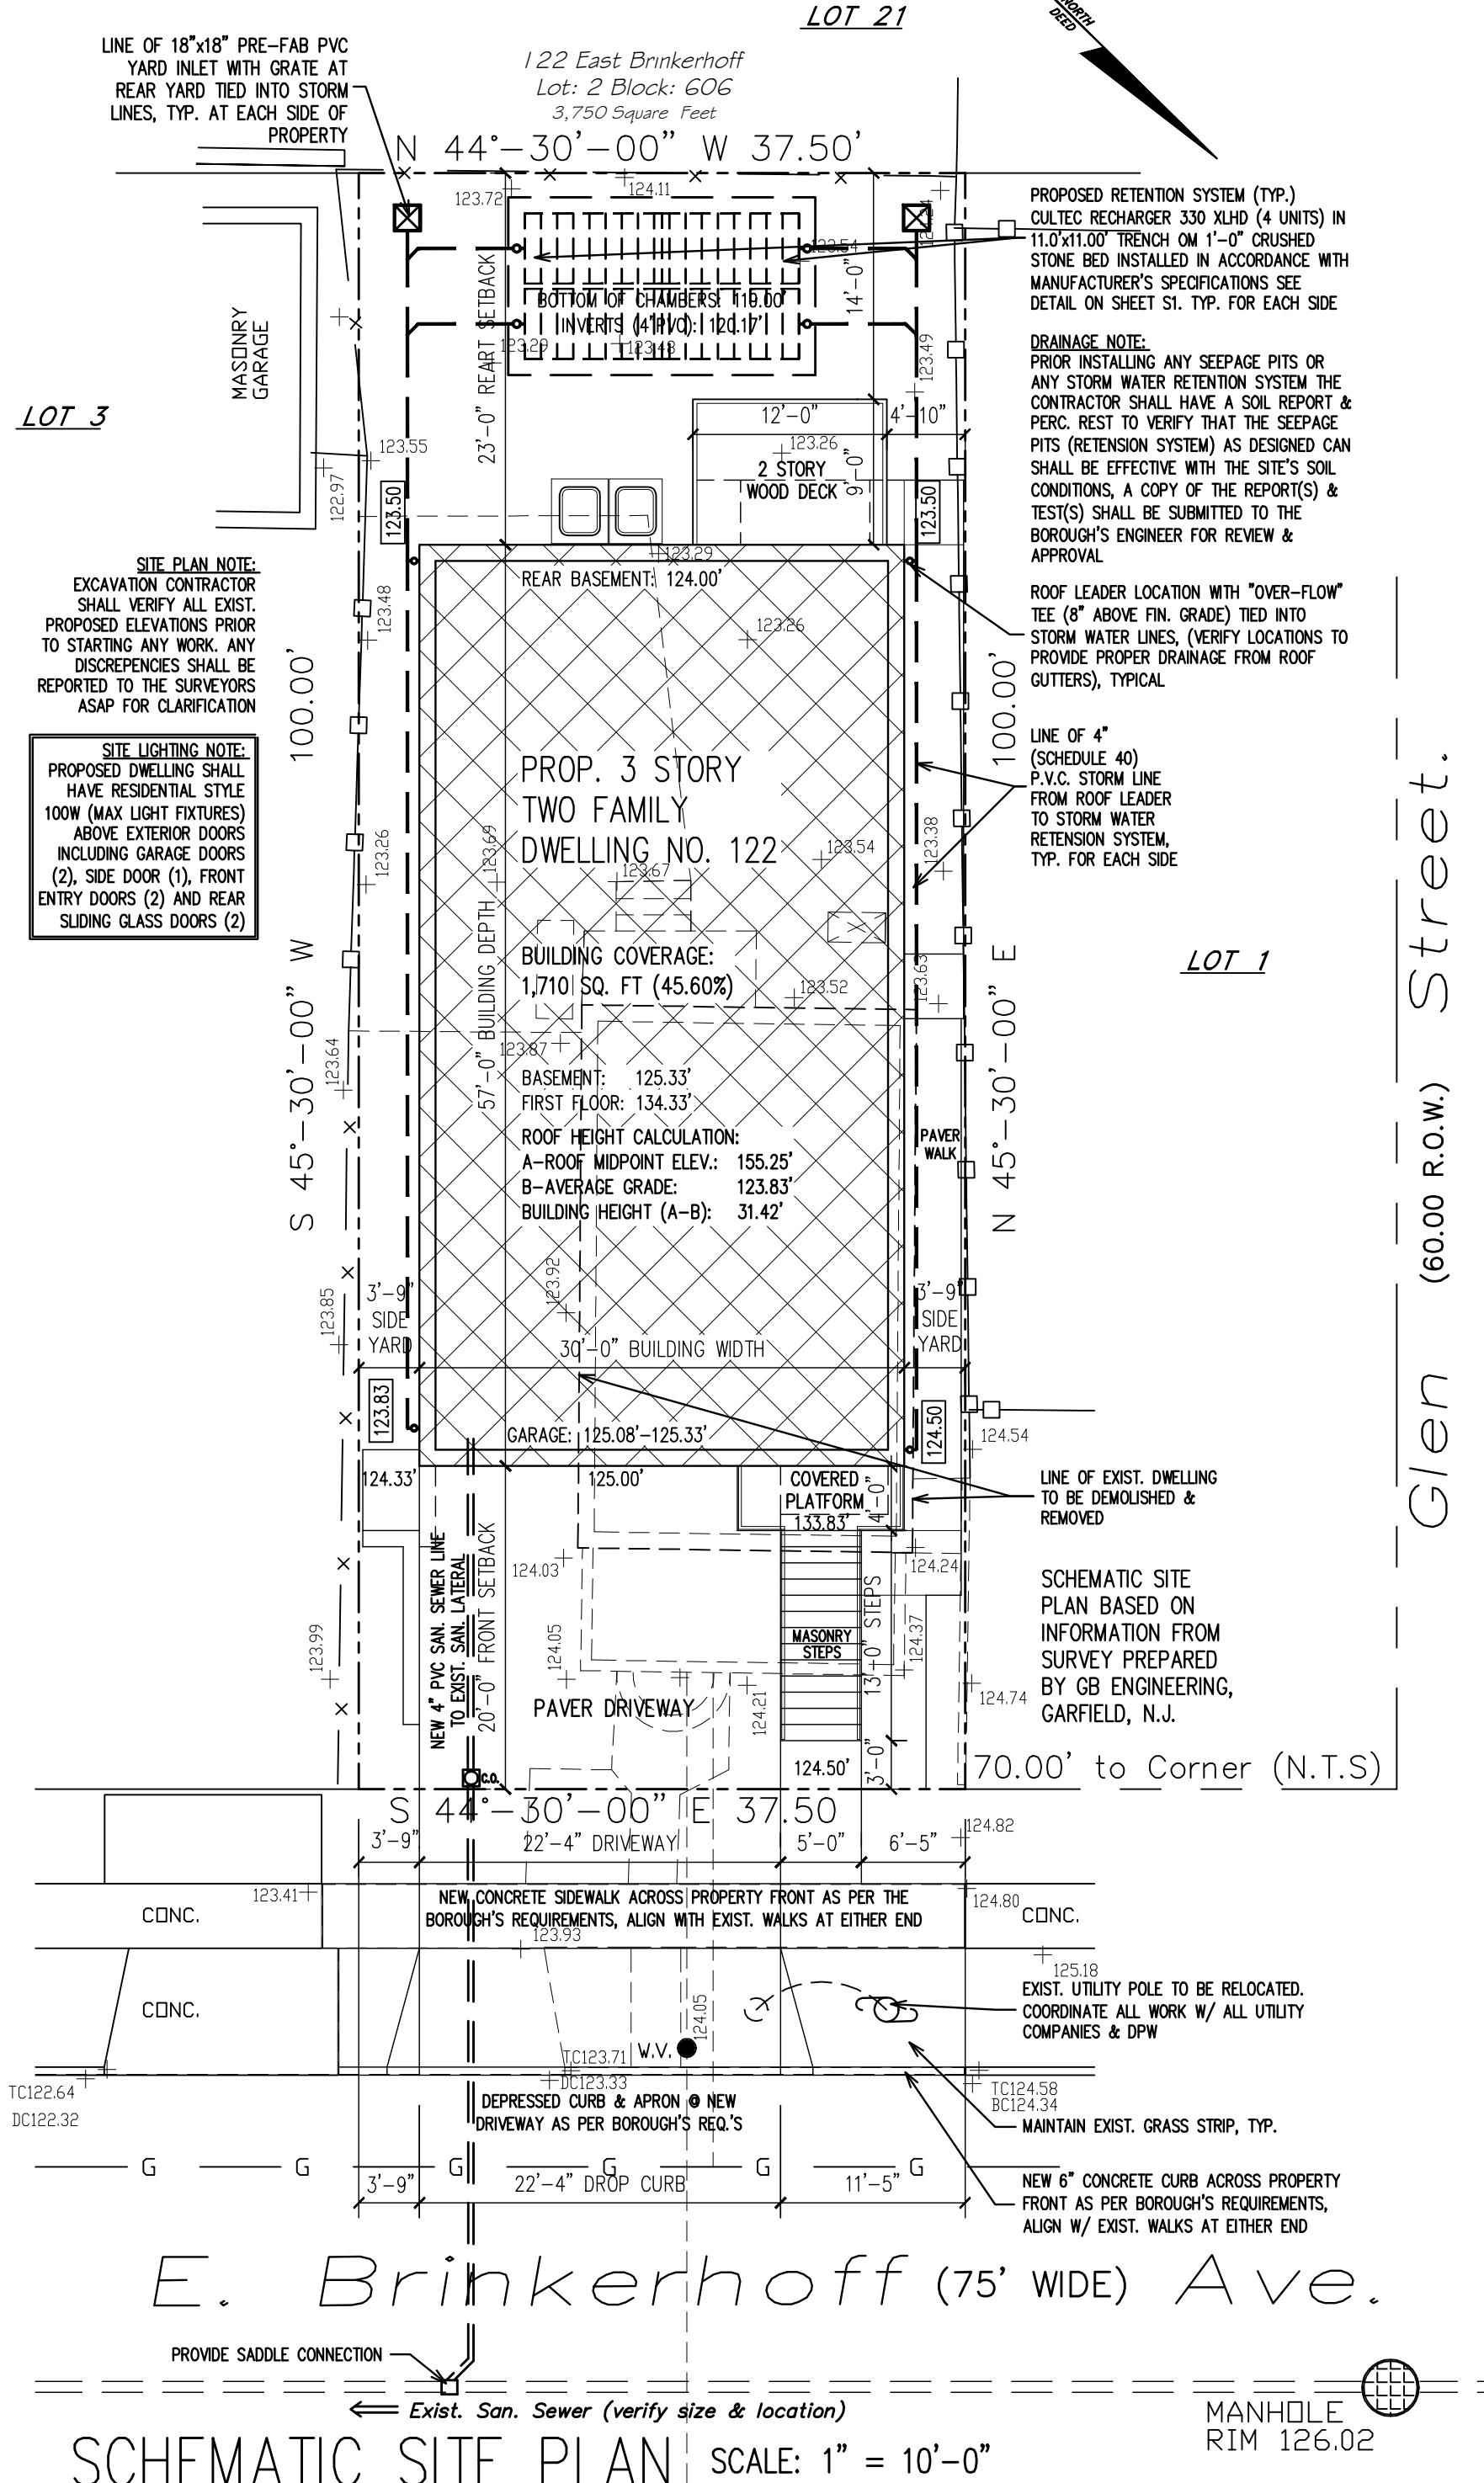 LOT 21
NORTH
DEED
LINE OF 18"x18" PRE-FAB PVC
YARD INLET WITH GRATE AT
REAR YARD TIED INTO STORM
LINES, TYP. AT EACH SIDE OF
PROPERTY
122 East Brinkerhoff
Lot: 2 Block: 606
3,750 Square Feet
N 44°-30'-00" W 37.50'
123.72
124.11
123.54
PROPOSED RETENTION SYSTEM (TYP.)
CULTEC RECHARGER 330 XLHD (4 UNITS) IN
11.0'x11.00' TRENCH OM 1'-0" CRUSHED
STONE BED INSTALLED IN ACCORDANCE WITH
MANUFACTURER'S SPECIFICATIONS SEE
DETAIL ON SHEET S1. TYP. FOR EACH SIDE
BOTTOM OF CHAMBERS: 119.00'
INVERTS (4"PVC): 120.17'
14'-0"
123.29
123.48
123.49
23'-0" REART SETBACK
MASONRY
GARAGE
LOT 3
DRAINAGE NOTE:
PRIOR INSTALLING ANY SEEPAGE PITS OR
ANY STORM WATER RETENTION SYSTEM THE
CONTRACTOR SHALL HAVE A SOIL REPORT &
PERC. REST TO VERIFY THAT THE SEEPAGE
PITS (RETENSION SYSTEM) AS DESIGNED CAN
SHALL BE EFFECTIVE WITH THE SITE'S SOIL
CONDITIONS, A COPY OF THE REPORT(S) &
TEST(S) SHALL BE SUBMITTED TO THE
BOROUGH'S ENGINEER FOR REVIEW &
APPROVAL
12'-0"
4'-10"
123.26
2 STORY
WOOD DECK
9'-0"
123.55
122.97
123.50
123.50
123.29
REAR BASEMENT: 124.00'
123.26
123.48
SITE PLAN NOTE:
EXCAVATION CONTRACTOR
SHALL VERIFY ALL EXIST.
PROPOSED ELEVATIONS PRIOR
TO STARTING ANY WORK. ANY
DISCREPENCIES SHALL BE
REPORTED TO THE SURVEYORS
ASAP FOR CLARIFICATION
ROOF LEADER LOCATION WITH "OVER-FLOW"
TEE (8" ABOVE FIN. GRADE) TIED INTO
STORM WATER LINES, (VERIFY LOCATIONS TO
PROVIDE PROPER DRAINAGE FROM ROOF
GUTTERS), TYPICAL
SITE LIGHTING NOTE:
PROPOSED DWELLING SHALL
HAVE RESIDENTIAL STYLE
100W (MAX LIGHT FIXTURES)
ABOVE EXTERIOR DOORS
INCLUDING GARAGE DOORS
(2), SIDE DOOR (1), FRONT
ENTRY DOORS (2) AND REAR
SLIDING GLASS DOORS (2)
S 45°-30'-00" W 100.00'
N 45°-30'-00" E 100.00'
LINE OF 4"
(SCHEDULE 40)
P.V.C. STORM LINE
FROM ROOF LEADER
TO STORM WATER
RETENSION SYSTEM,
TYP. FOR EACH SIDE
PROP. 3 STORY
TWO FAMILY
DWELLING NO. 122
123.26
123.69
123.67
123.54
123.38
57'-0" BUILDING DEPTH
BUILDING COVERAGE:
1,710 SQ. FT (45.60%)
123.52
123.63
LOT 1
Glen Street.
(60.00 R.O.W.)
123.64
123.87
BASEMENT: 125.33'
FIRST FLOOR: 134.33'
ROOF HEIGHT CALCULATION:
A-ROOF MIDPOINT ELEV.: 155.25'
B-AVERAGE GRADE: 123.83'
BUILDING HEIGHT (A-B): 31.42'
PAVER
WALK
123.92
123.85
3'-9"
SIDE
YARD
3'-9"
SIDE
YARD
30'-0" BUILDING WIDTH
123.83
124.50
GARAGE: 125.08'-125.33'
124.54
124.33'
125.00'
COVERED
PLATFORM
133.83'
4'-0"
LINE OF EXIST. DWELLING
TO BE DEMOLISHED &
REMOVED
124.03
124.24
NEW 4" PVC SAN. SEWER LINE
TO EXIST. SAN. LATERAL
20'-0" FRONT SETBACK
123.99
124.05
MASONRY
STEPS
13'-0" STEPS
124.37
SCHEMATIC SITE
PLAN BASED ON
INFORMATION FROM
SURVEY PREPARED
BY GB ENGINEERING,
GARFIELD, N.J.
PAVER DRIVEWAY
124.21
124.74
C.O.
124.50'
3'-0"
70.00' to Corner (N.T.S)
S 44°-30'-00" E 37.50
3'-9"
22'-4" DRIVEWAY
5'-0"
6'-5"
124.82
123.41
CONC.
NEW CONCRETE SIDEWALK ACROSS PROPERTY FRONT AS PER THE
BOROUGH'S REQUIREMENTS, ALIGN WITH EXIST. WALKS AT EITHER END
124.80
CONC.
123.93
125.18
CONC.
EXIST. UTILITY POLE TO BE RELOCATED.
COORDINATE ALL WORK W/ ALL UTILITY
COMPANIES & DPW
124.05
W.V.
TC123.71
DC123.33
TC122.64
DC122.32
TC124.58
BC124.34
DEPRESSED CURB & APRON @ NEW
DRIVEWAY AS PER BOROUGH'S REQ.'S
MAINTAIN EXIST. GRASS STRIP, TYP.
G G G G G G
3'-9"
22'-4" DROP CURB
11'-5"
NEW 6" CONCRETE CURB ACROSS PROPERTY
FRONT AS PER BOROUGH'S REQUIREMENTS,
ALIGN W/ EXIST. WALKS AT EITHER END
E. Brinkerhoff (75' WIDE) Ave.
PROVIDE SADDLE CONNECTION
Exist. San. Sewer (verify size & location)
MANHOLE
RIM 126.02
SCHEMATIC SITE PLAN SCALE: 1" = 10'-0"